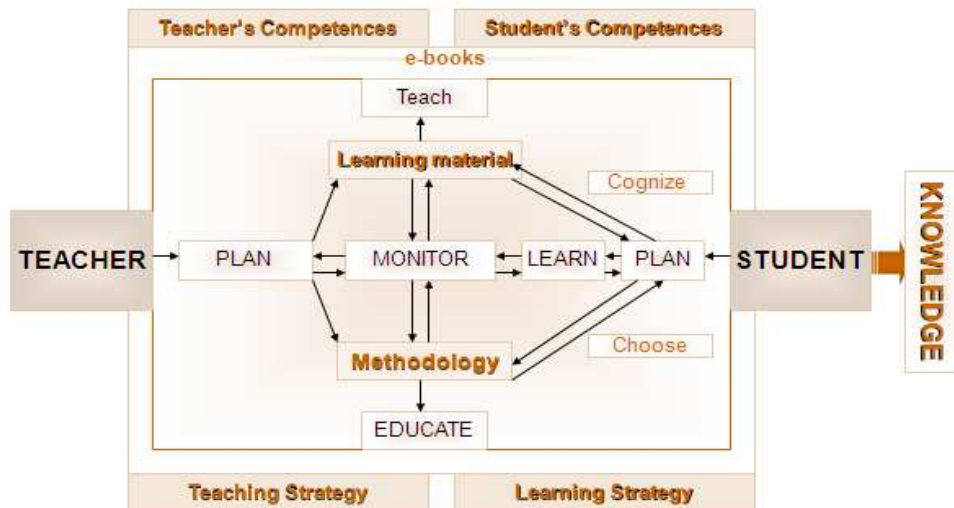 Teacher's Competences
Student's Competences
e-books
Teach
Learning material
Cognize
TEACHER
PLAN
MONITOR
LEARN
PLAN
STUDENT
KNOWLEDGE
Choose
Methodology
EDUCATE
Teaching Strategy
Learning Strategy